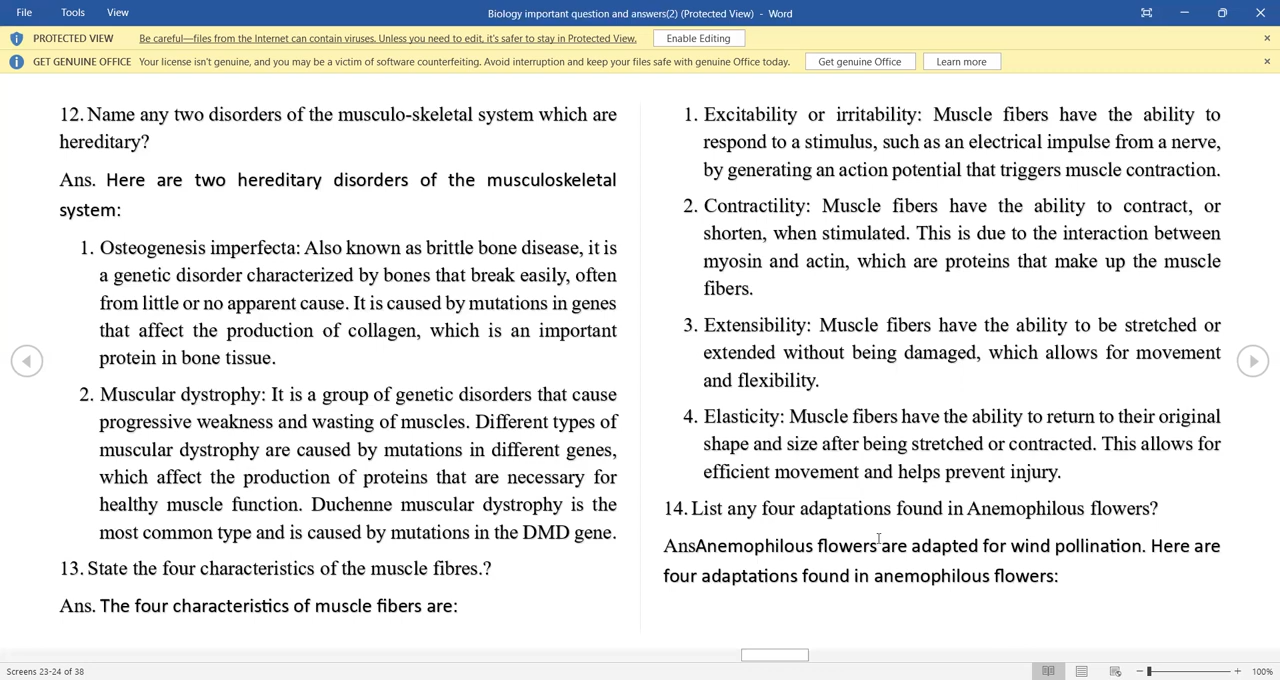 File Tools View Biology important question and answers(2) (Protected View) - Word
PROTECTED VIEW Be careful—files from the Internet can contain viruses. Unless you need to edit, it's safer to stay in Protected View. Enable Editing
GET GENUINE OFFICE Your license isn't genuine, and you may be a victim of software counterfeiting. Avoid interruption and keep your files safe with genuine Office today. Get genuine Office Learn more
12. Name any two disorders of the musculo-skeletal system which are
hereditary?
Ans. Here are two hereditary disorders of the musculoskeletal
system:
1. Osteogenesis imperfecta: Also known as brittle bone disease, it is
a genetic disorder characterized by bones that break easily, often
from little or no apparent cause. It is caused by mutations in genes
that affect the production of collagen, which is an important
protein in bone tissue.
2. Muscular dystrophy: It is a group of genetic disorders that cause
progressive weakness and wasting of muscles. Different types of
muscular dystrophy are caused by mutations in different genes,
which affect the production of proteins that are necessary for
healthy muscle function. Duchenne muscular dystrophy is the
most common type and is caused by mutations in the DMD gene.
13. State the four characteristics of the muscle fibres.?
Ans. The four characteristics of muscle fibers are:
1. Excitability or irritability: Muscle fibers have the ability to
respond to a stimulus, such as an electrical impulse from a nerve,
by generating an action potential that triggers muscle contraction.
2. Contractility: Muscle fibers have the ability to contract, or
shorten, when stimulated. This is due to the interaction between
myosin and actin, which are proteins that make up the muscle
fibers.
3. Extensibility: Muscle fibers have the ability to be stretched or
extended without being damaged, which allows for movement
and flexibility.
4. Elasticity: Muscle fibers have the ability to return to their original
shape and size after being stretched or contracted. This allows for
efficient movement and helps prevent injury.
14. List any four adaptations found in Anemophilous flowers?
AnsAnemophilous flowers are adapted for wind pollination. Here are
four adaptations found in anemophilous flowers:
Screens 23-24 of 38 100%